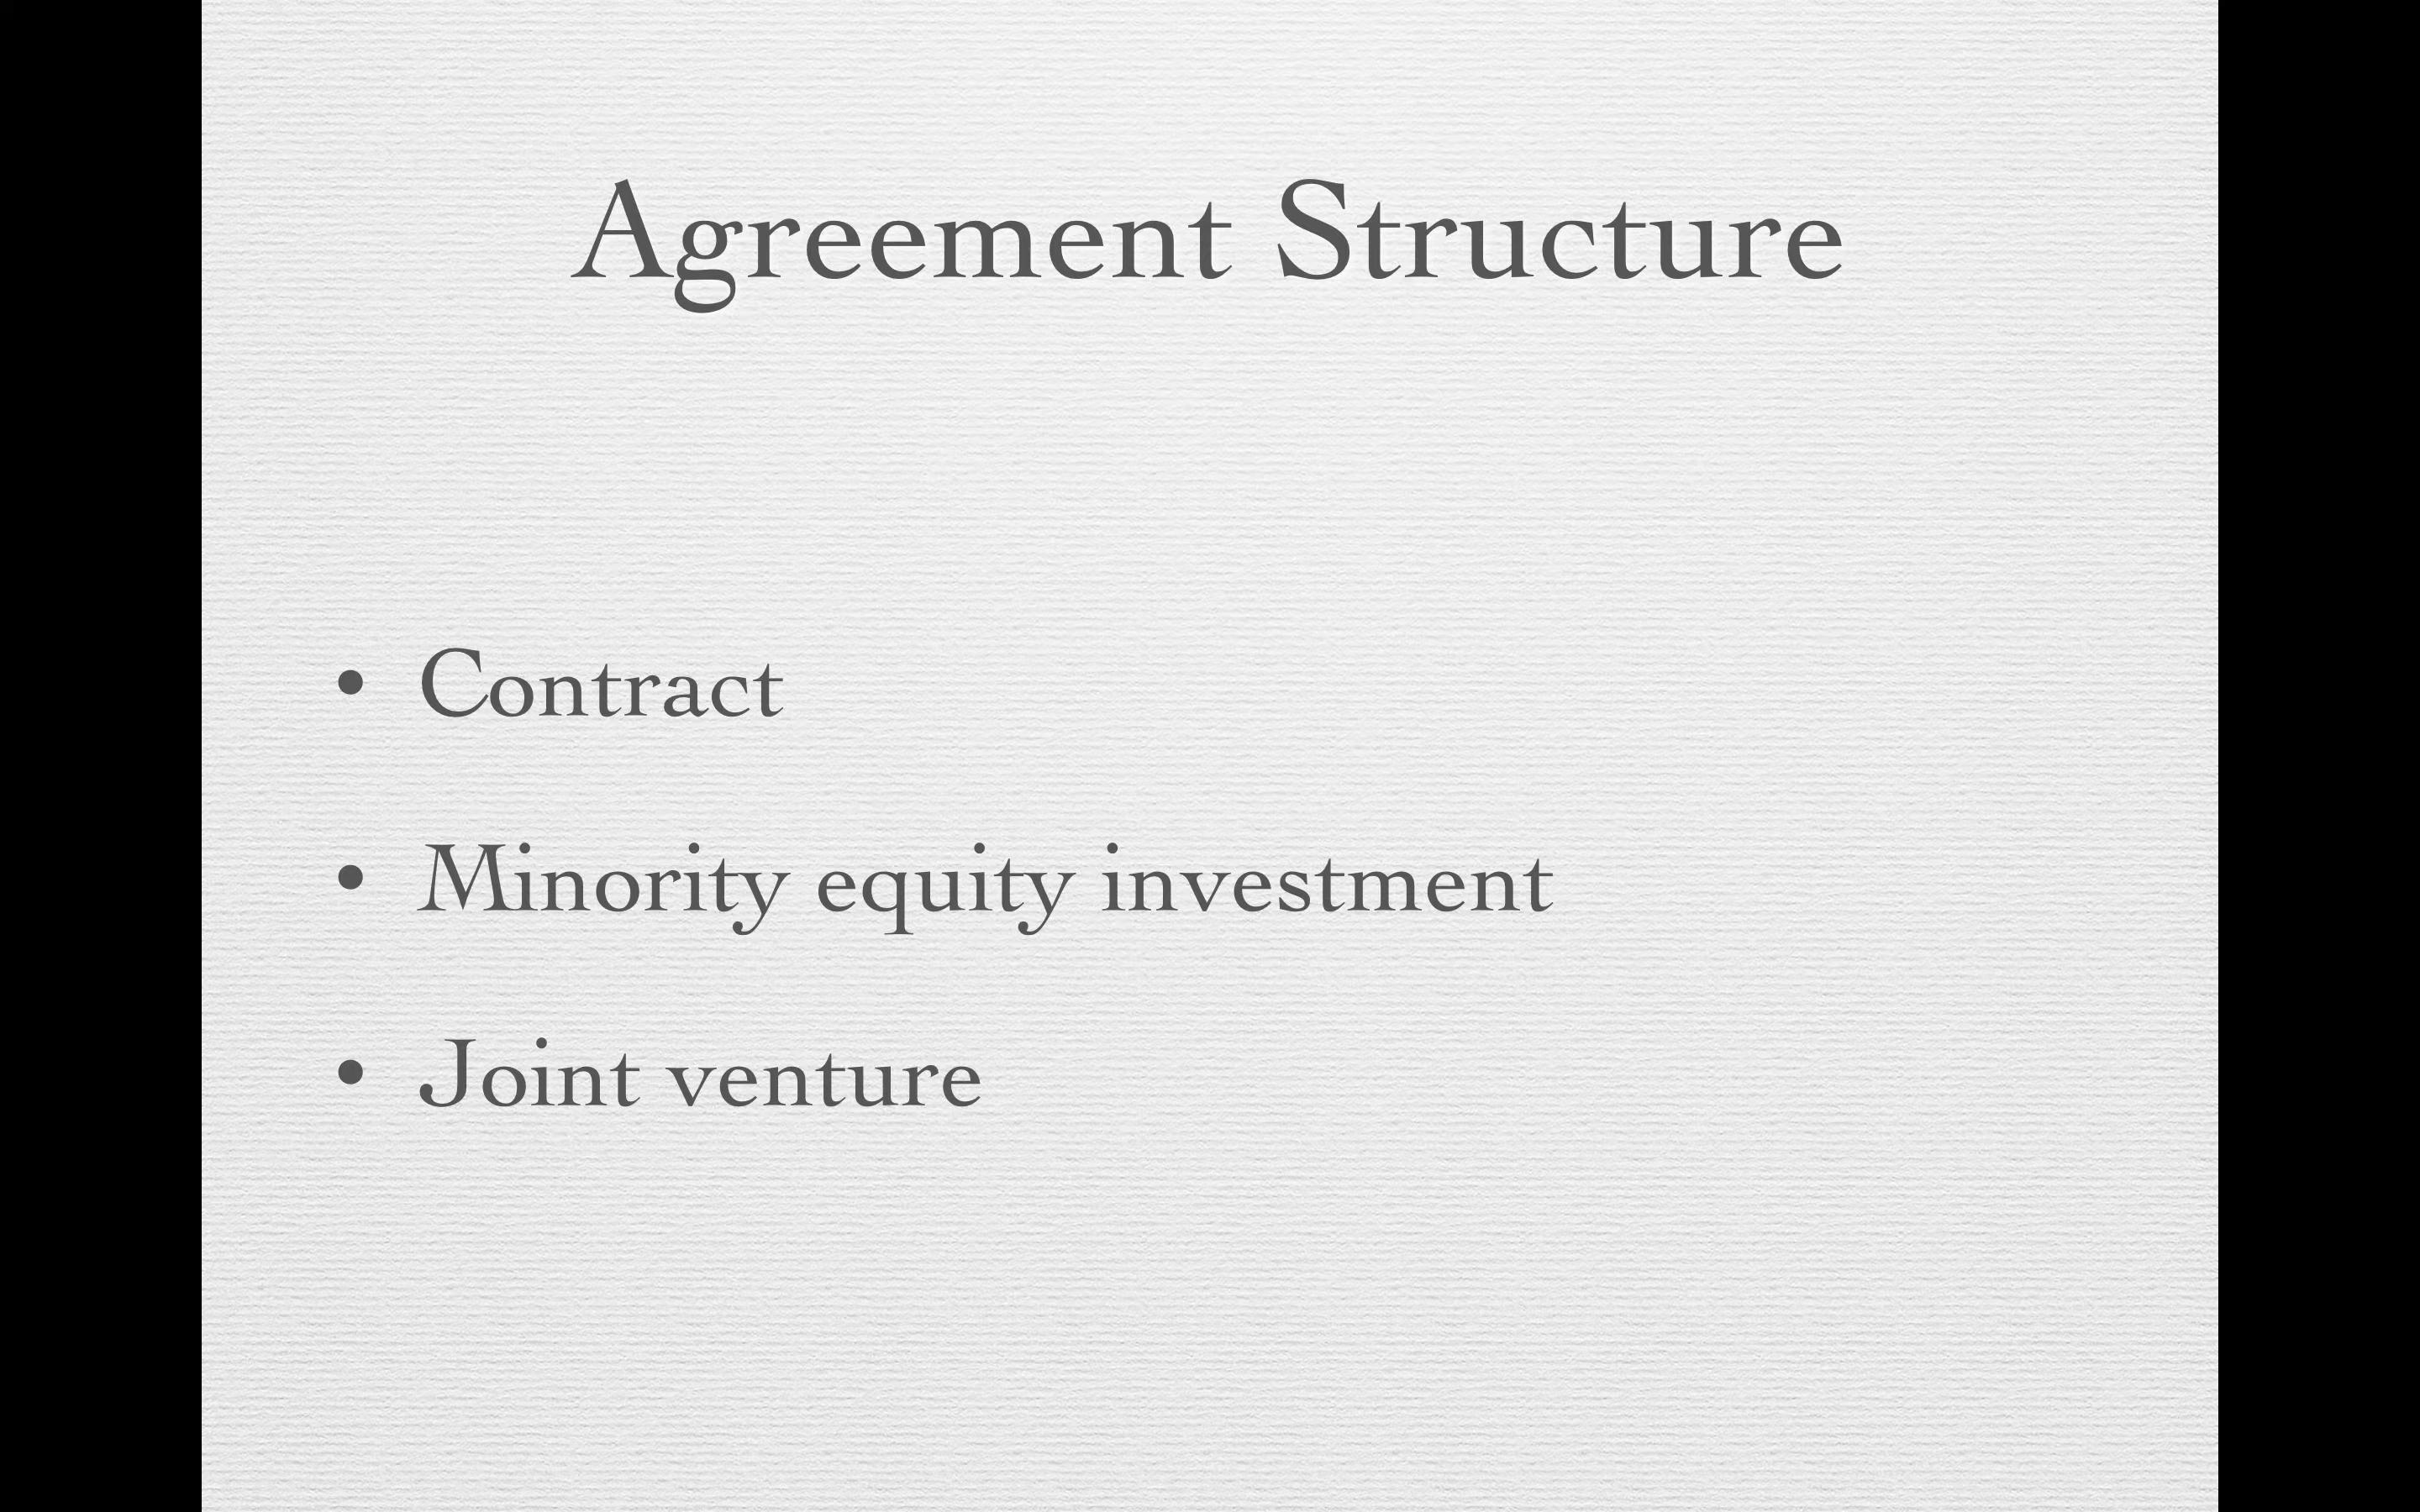 Agreement Structure
• Contract
• Minority equity investment
• Joint venture